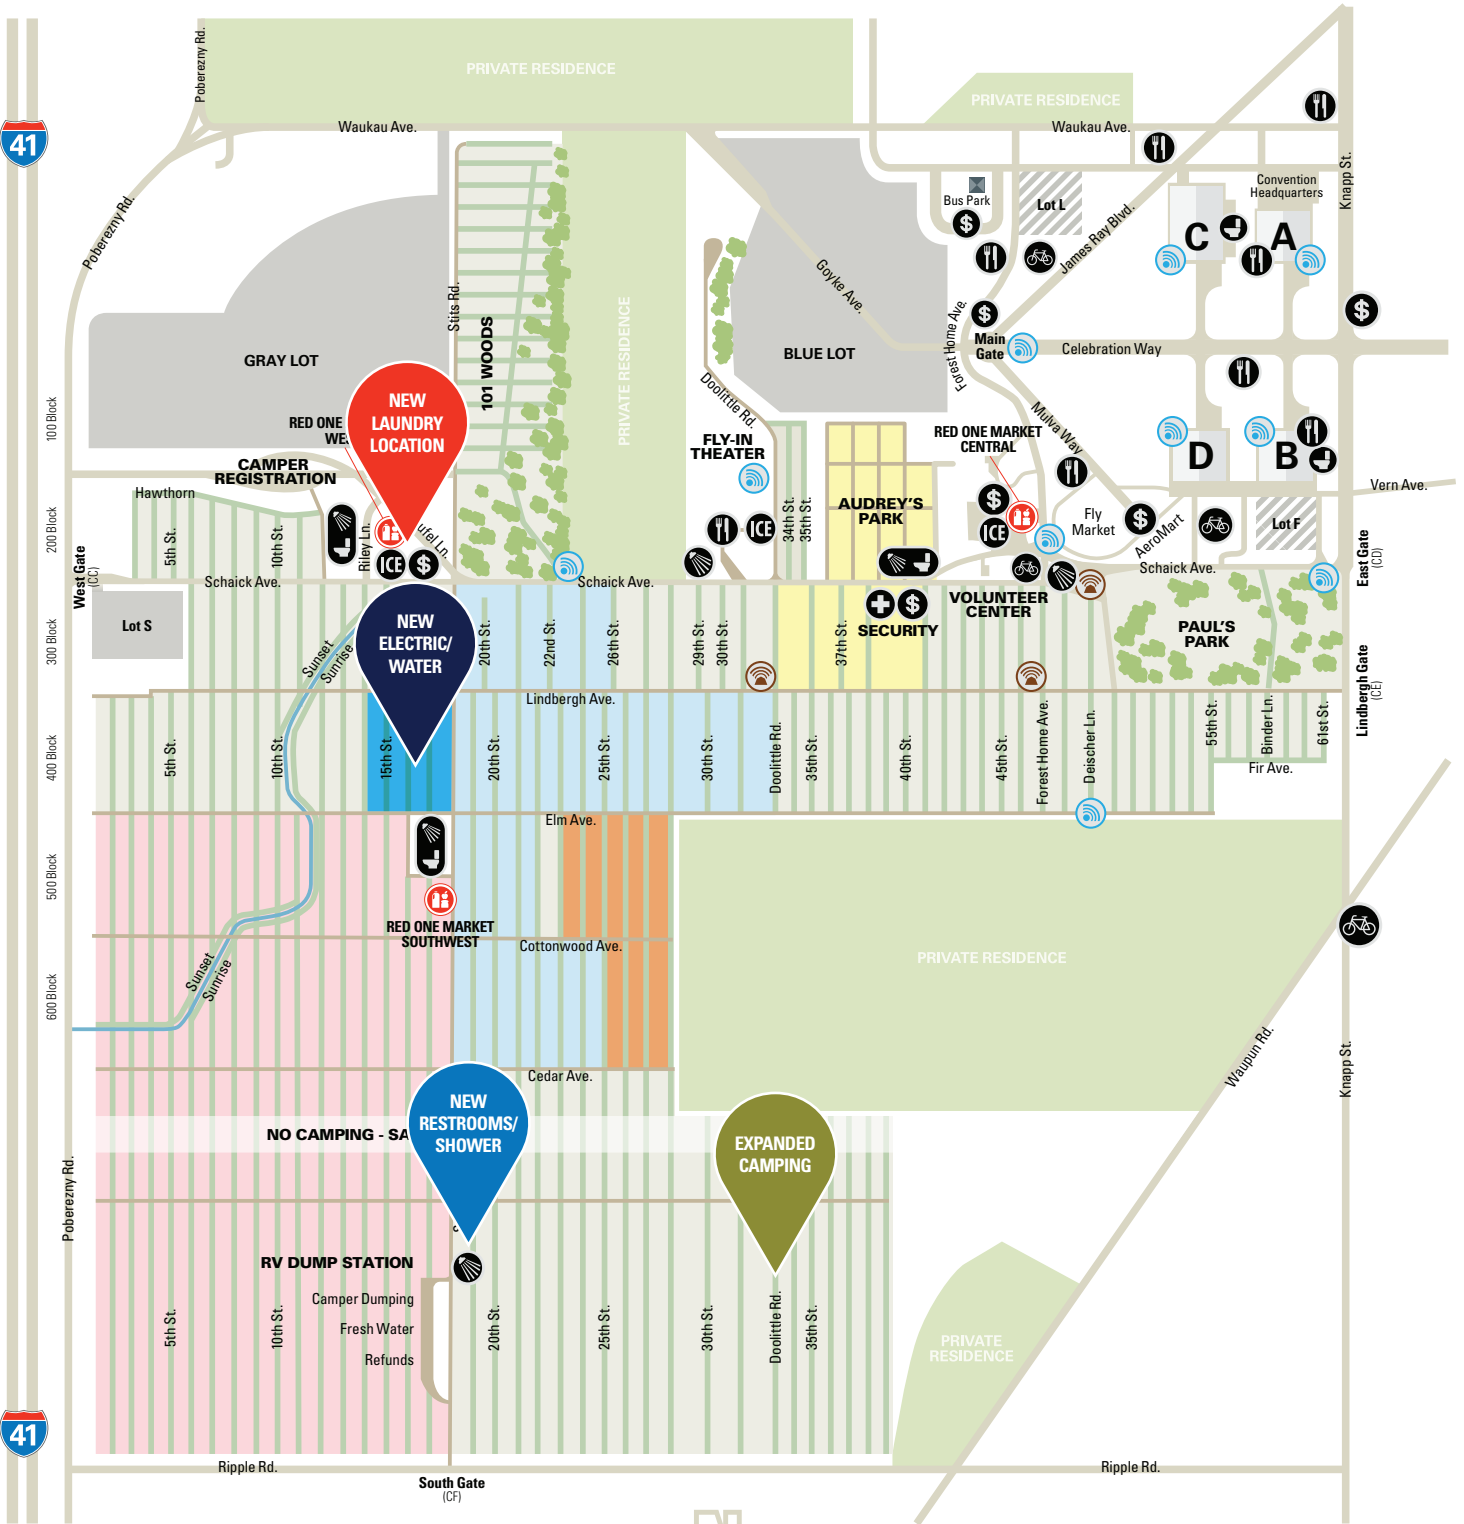 Poberezny Rd.
PRIVATE RESIDENCE
PRIVATE RESIDENCE
41
Waukau Ave.
Waukau Ave.
Knapp St.
Convention
Headquarters
Bus Park
Lot L
C
A
James Ray Blvd.
Poberezny Rd.
Goyke Ave.
Stits Rd.
101 WOODS
PRIVATE RESIDENCE
GRAY LOT
BLUE LOT
Forest Home Ave.
Main
Gate
Celebration Way
NEW
LAUNDRY
LOCATION
Doolittle Rd.
100 Block
RED ONE
Mulva Way
RED ONE MARKET
CENTRAL
FLY-IN
THEATER
D
B
CAMPER
REGISTRATION
Hawthorn
Vern Ave.
AUDREY'S
PARK
34th St.
35th St.
Fly
Market
AeroMart
Lot F
200 Block
5th St.
10th St.
Riley Ln.
ICE
ICE
ICE
West Gate
(CC)
Schaick Ave.
Schaick Ave.
Schaick Ave.
East Gate
(CD)
VOLUNTEER
CENTER
SECURITY
Lot S
NEW
ELECTRIC/
WATER
PAUL'S
PARK
300 Block
Sunset
Sunrise
20th St.
22nd St.
26th St.
29th St.
30th St.
37th St.
Lindbergh Gate
(CE)
Lindbergh Ave.
400 Block
5th St.
10th St.
15th St.
20th St.
25th St.
30th St.
Doolittle Rd.
35th St.
40th St.
45th St.
Forest Home Ave.
Deischer Ln.
55th St.
Binder Ln.
61st St.
Fir Ave.
Elm Ave.
500 Block
RED ONE MARKET
SOUTHWEST
Cottonwood Ave.
PRIVATE RESIDENCE
600 Block
Sunset
Sunrise
Cedar Ave.
Waupun Rd.
Knapp St.
NEW
RESTROOMS/
SHOWER
NO CAMPING - SA
EXPANDED
CAMPING
Poberezny Rd.
RV DUMP STATION
Camper Dumping
Fresh Water
Refunds
5th St.
10th St.
20th St.
25th St.
30th St.
Doolittle Rd.
35th St.
PRIVATE
RESIDENCE
41
Ripple Rd.
Ripple Rd.
South Gate
(CF)